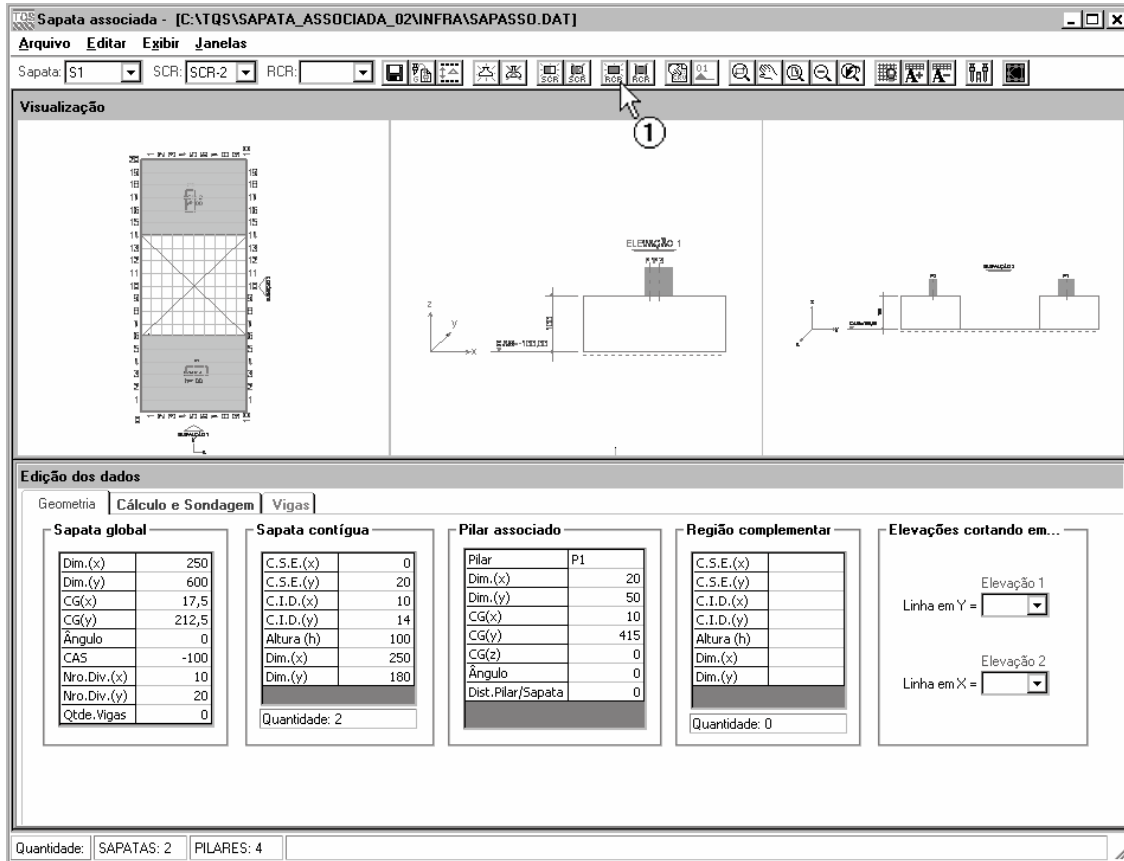 Sapata associada - [C:\TQS\SAPATA_ASSOCIADA_02\INFRA\SAPASSO.DAT]
Arquivo Editar Exibir Janelas
Sapata: S1 SCR: SCR-2 RCR:
SCR SCR RCR RCR
1
Visualização
ELEVAÇÃO 1
z
y
x
Edição dos dados
Geometria Cálculo e Sondagem Vigas
Sapata global
Dim.(x) 250
Dim.(y) 600
CG(x) 17,5
CG(y) 212,5
Ângulo 0
CAS -100
Nro.Div.(x) 10
Nro.Div.(y) 20
Qtde.Vigas 0
Sapata contígua
C.S.E.(x) 0
C.S.E.(y) 20
C.I.D.(x) 10
C.I.D.(y) 14
Altura (h) 100
Dim.(x) 250
Dim.(y) 180
Quantidade: 2
Pilar associado
Pilar P1
Dim.(x) 20
Dim.(y) 50
CG(x) 10
CG(y) 415
CG(z) 0
Ângulo 0
Dist.Pilar/Sapata 0
Região complementar
C.S.E.(x)
C.S.E.(y)
C.I.D.(x)
C.I.D.(y)
Altura (h)
Dim.(x)
Dim.(y)
Quantidade: 0
Elevações cortando em...
Elevação 1
Linha em Y =
Elevação 2
Linha em X =
Quantidade: SAPATAS: 2 PILARES: 4